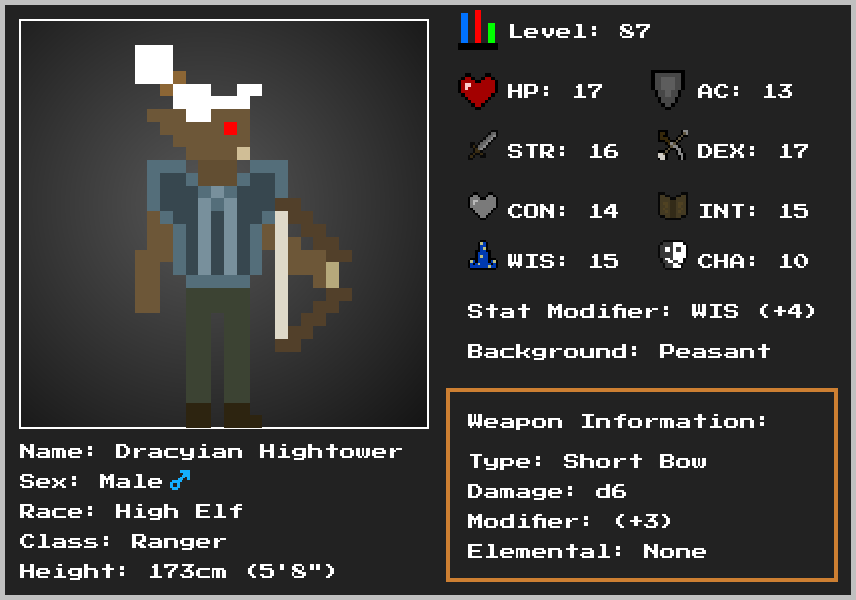 Level: 87
HP: 17
AC: 13
STR: 16
DEX: 17
CON: 14
INT: 15
WIS: 15
CHA: 10
Stat Modifier: WIS (+4)
Background: Peasant
Weapon Information:
Type: Short Bow
Damage: d6
Modifier: (+3)
Elemental: None
Name: Dracyian Hightower
Sex: Male♂
Race: High Elf
Class: Ranger
Height: 173cm (5'8")